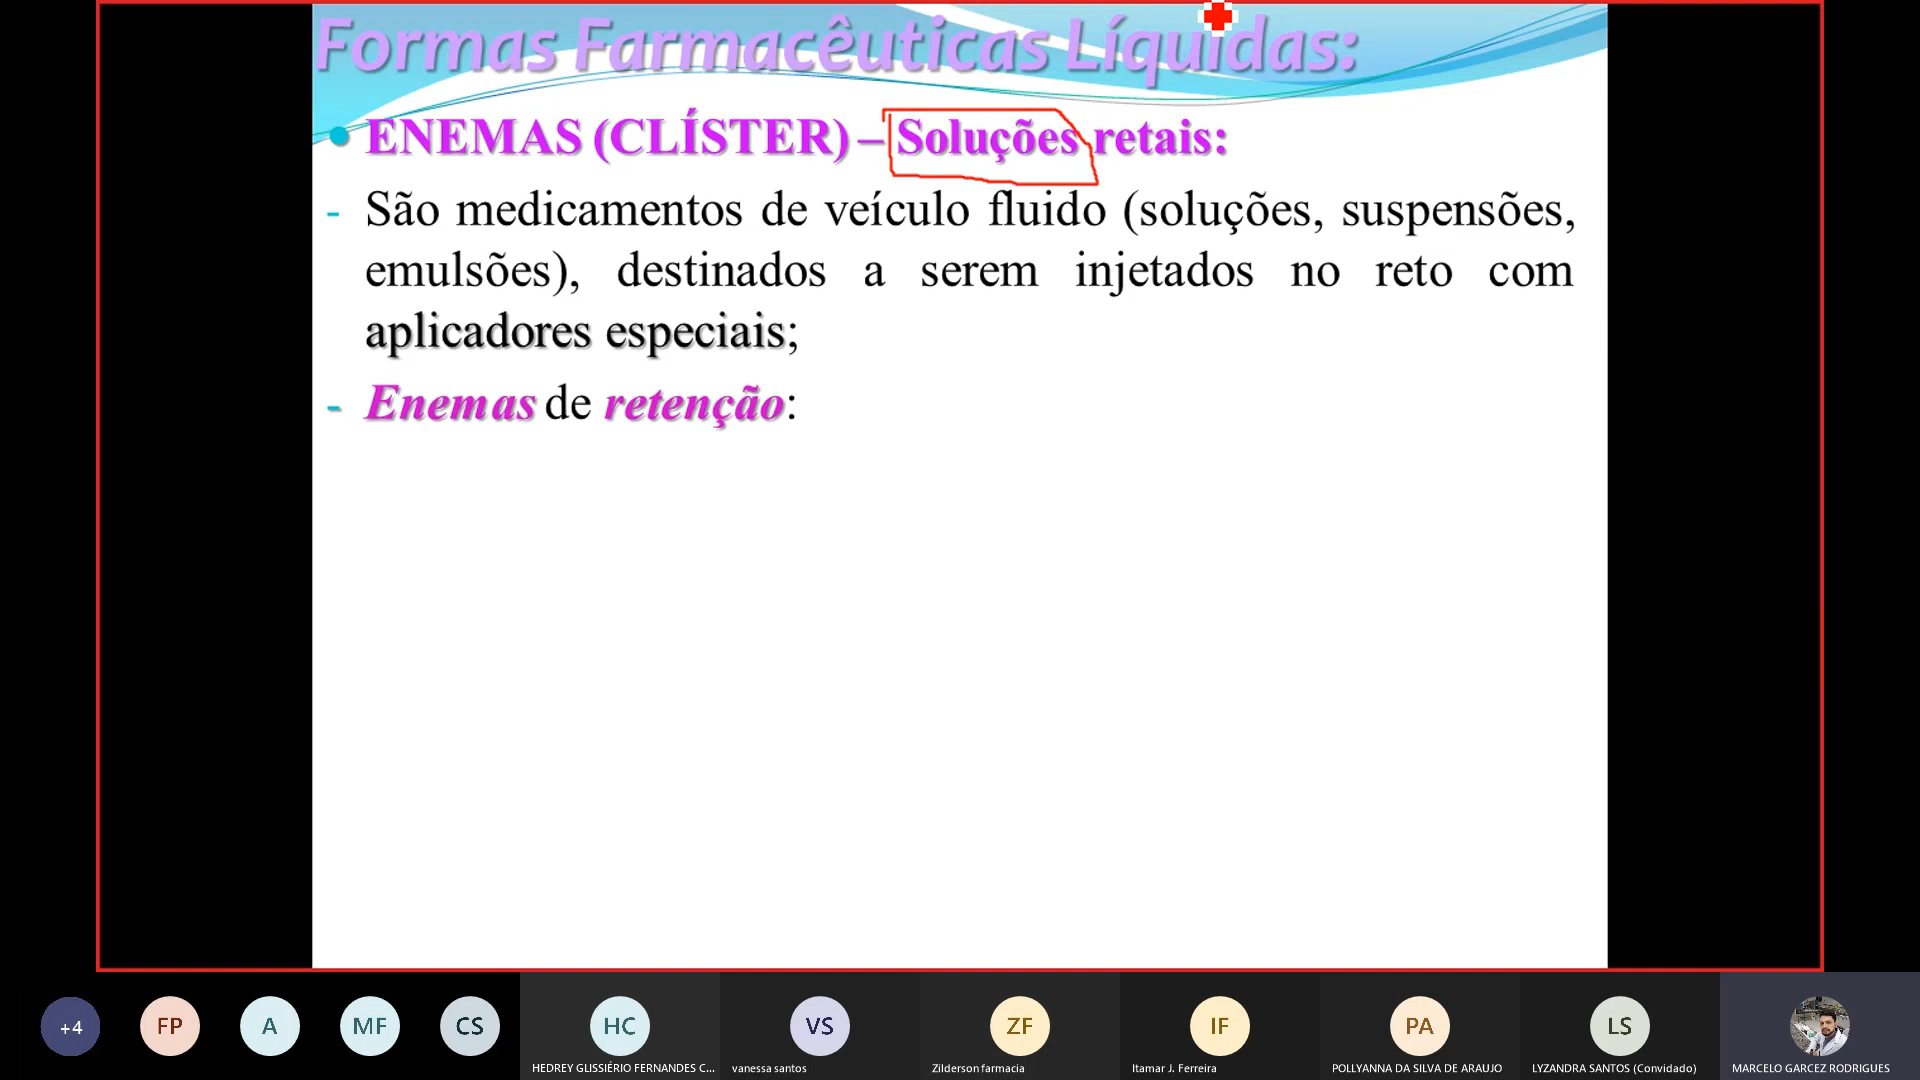 Formas Farmacêuticas Líquidas:
• ENEMAS (CLÍSTER) – Soluções retais:
- São medicamentos de veículo fluido (soluções, suspensões,
emulsões), destinados a serem injetados no reto com
aplicadores especiais;
- Enemas de retenção:
+4 FP A MF CS HC VS ZF IF PA LS
HEDREY GLISSIÉRIO FERNANDES C... vanessa santos Zilderson farmacia Itamar J. Ferreira POLLYANNA DA SILVA DE ARAUJO LYZANDRA SANTOS (Convidado) MARCELO GARCEZ RODRIGUES